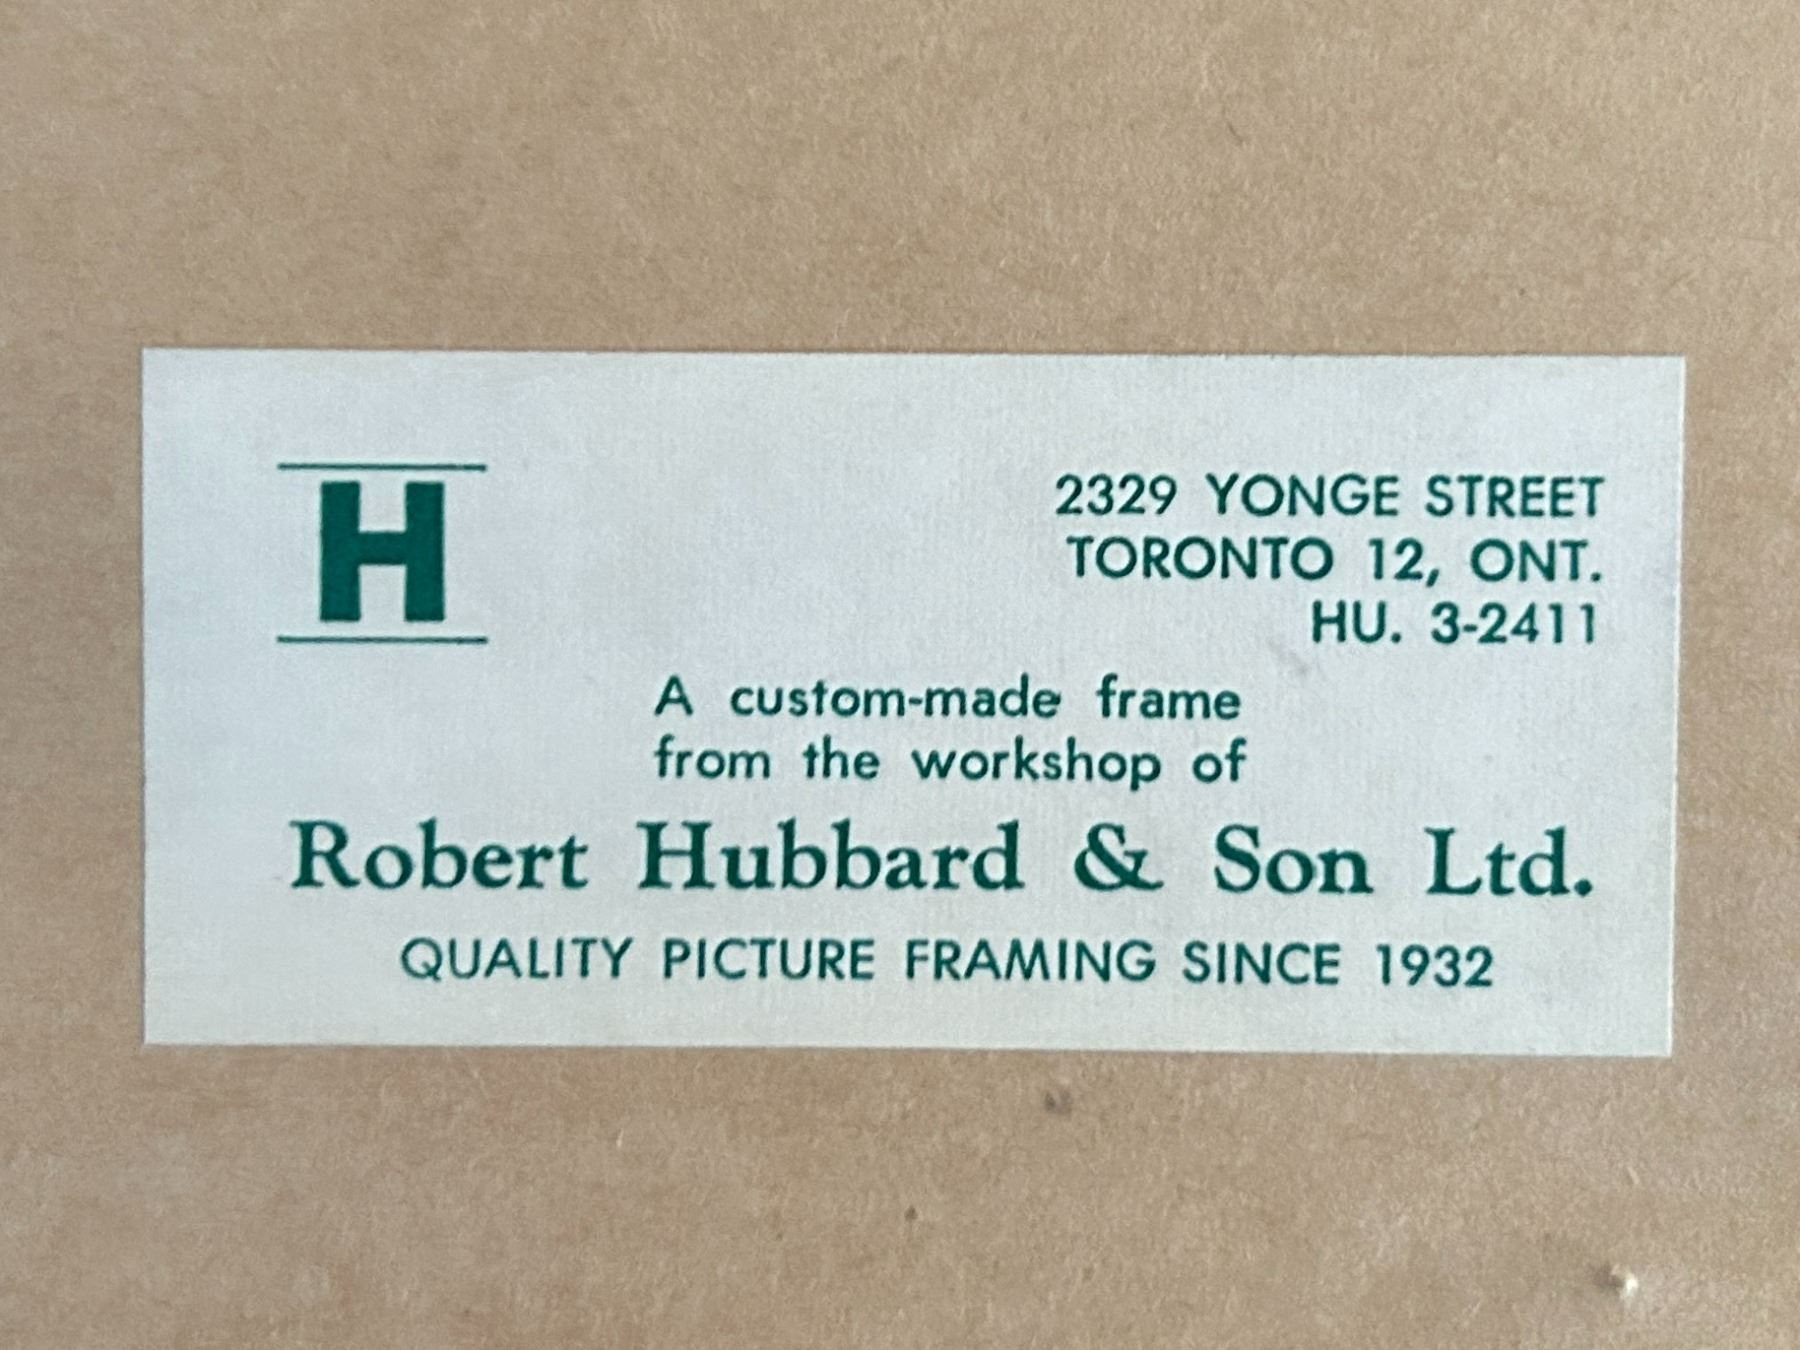 H
2329 YONGE STREET
TORONTO 12, ONT.
HU. 3-2411
A custom-made frame
from the workshop of
Robert Hubbard & Son Ltd.
QUALITY PICTURE FRAMING SINCE 1932